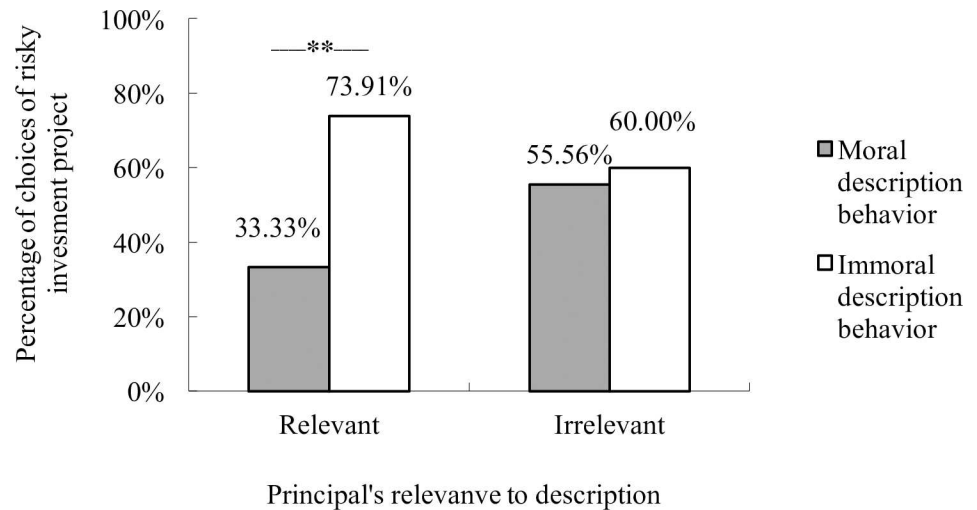 100%
80%
60%
40%
20%
0%
Percentage of choices of risky
invesment project
**
33.33%
73.91%
55.56%
60.00%
Relevant
Irrelevant
Principal's relevanve to description
Moral
description
behavior
Immoral
description
behavior